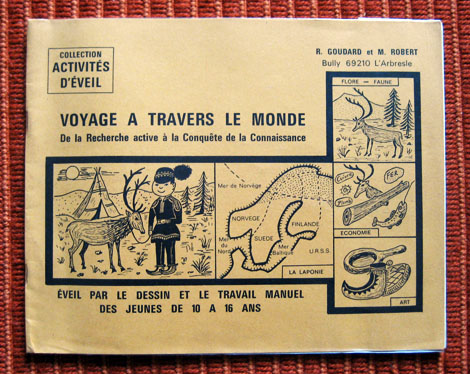 COLLECTION
ACTIVITÉS
D'ÉVEIL
R. GOUDARD et M. ROBERT
Bully 69210 L'Arbresle
VOYAGE A TRAVERS LE MONDE
De la Recherche active à la Conquête de la Connaissance
FLORE — FAUNE
Mer de Norvège
NORVEGE
FINLANDE
SUEDE
Mer
de
Nord
Mer
Baltique
U.R.S.S.
LA LAPONIE
Cuivre
FER
ECONOMIE
ART
ÉVEIL PAR LE DESSIN ET LE TRAVAIL MANUEL
DES JEUNES DE 10 A 16 ANS